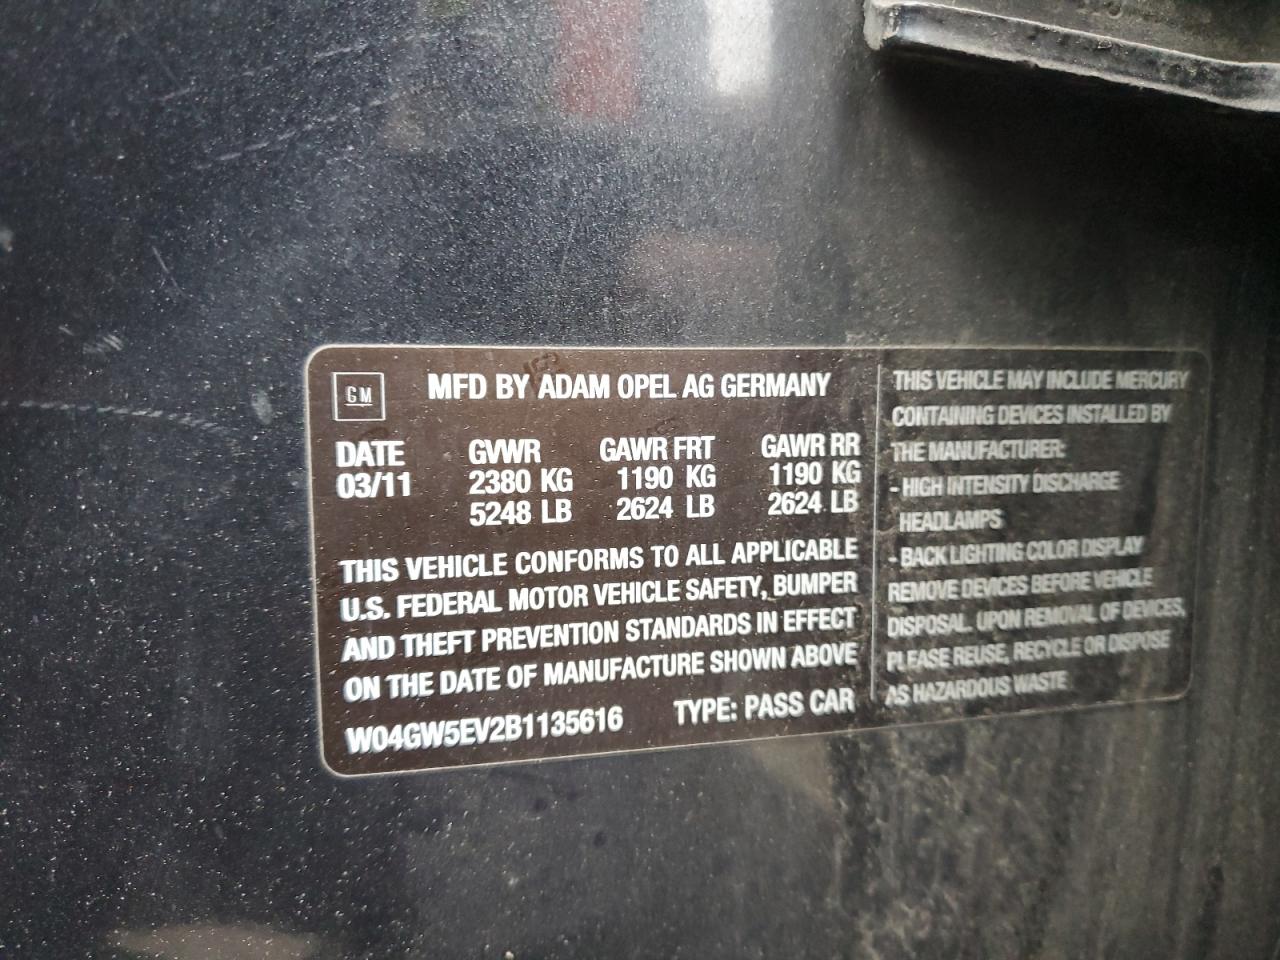 GM
MFD BY ADAM OPEL AG GERMANY
DATE GVWR GAWR FRT GAWR RR
03/11 2380 KG 1190 KG 1190 KG
5248 LB 2624 LB 2624 LB
THIS VEHICLE CONFORMS TO ALL APPLICABLE
U.S. FEDERAL MOTOR VEHICLE SAFETY, BUMPER
AND THEFT PREVENTION STANDARDS IN EFFECT
ON THE DATE OF MANUFACTURE SHOWN ABOVE
W04GW5EV2B1135616 TYPE: PASS CAR
THIS VEHICLE MAY INCLUDE MERCURY
CONTAINING DEVICES INSTALLED BY
THE MANUFACTURER:
- HIGH INTENSITY DISCHARGE
HEADLAMPS
- BACK LIGHTING COLOR DISPLAY
REMOVE DEVICES BEFORE VEHICLE
DISPOSAL. UPON REMOVAL OF DEVICES,
PLEASE REUSE, RECYCLE OR DISPOSE
AS HAZARDOUS WASTE